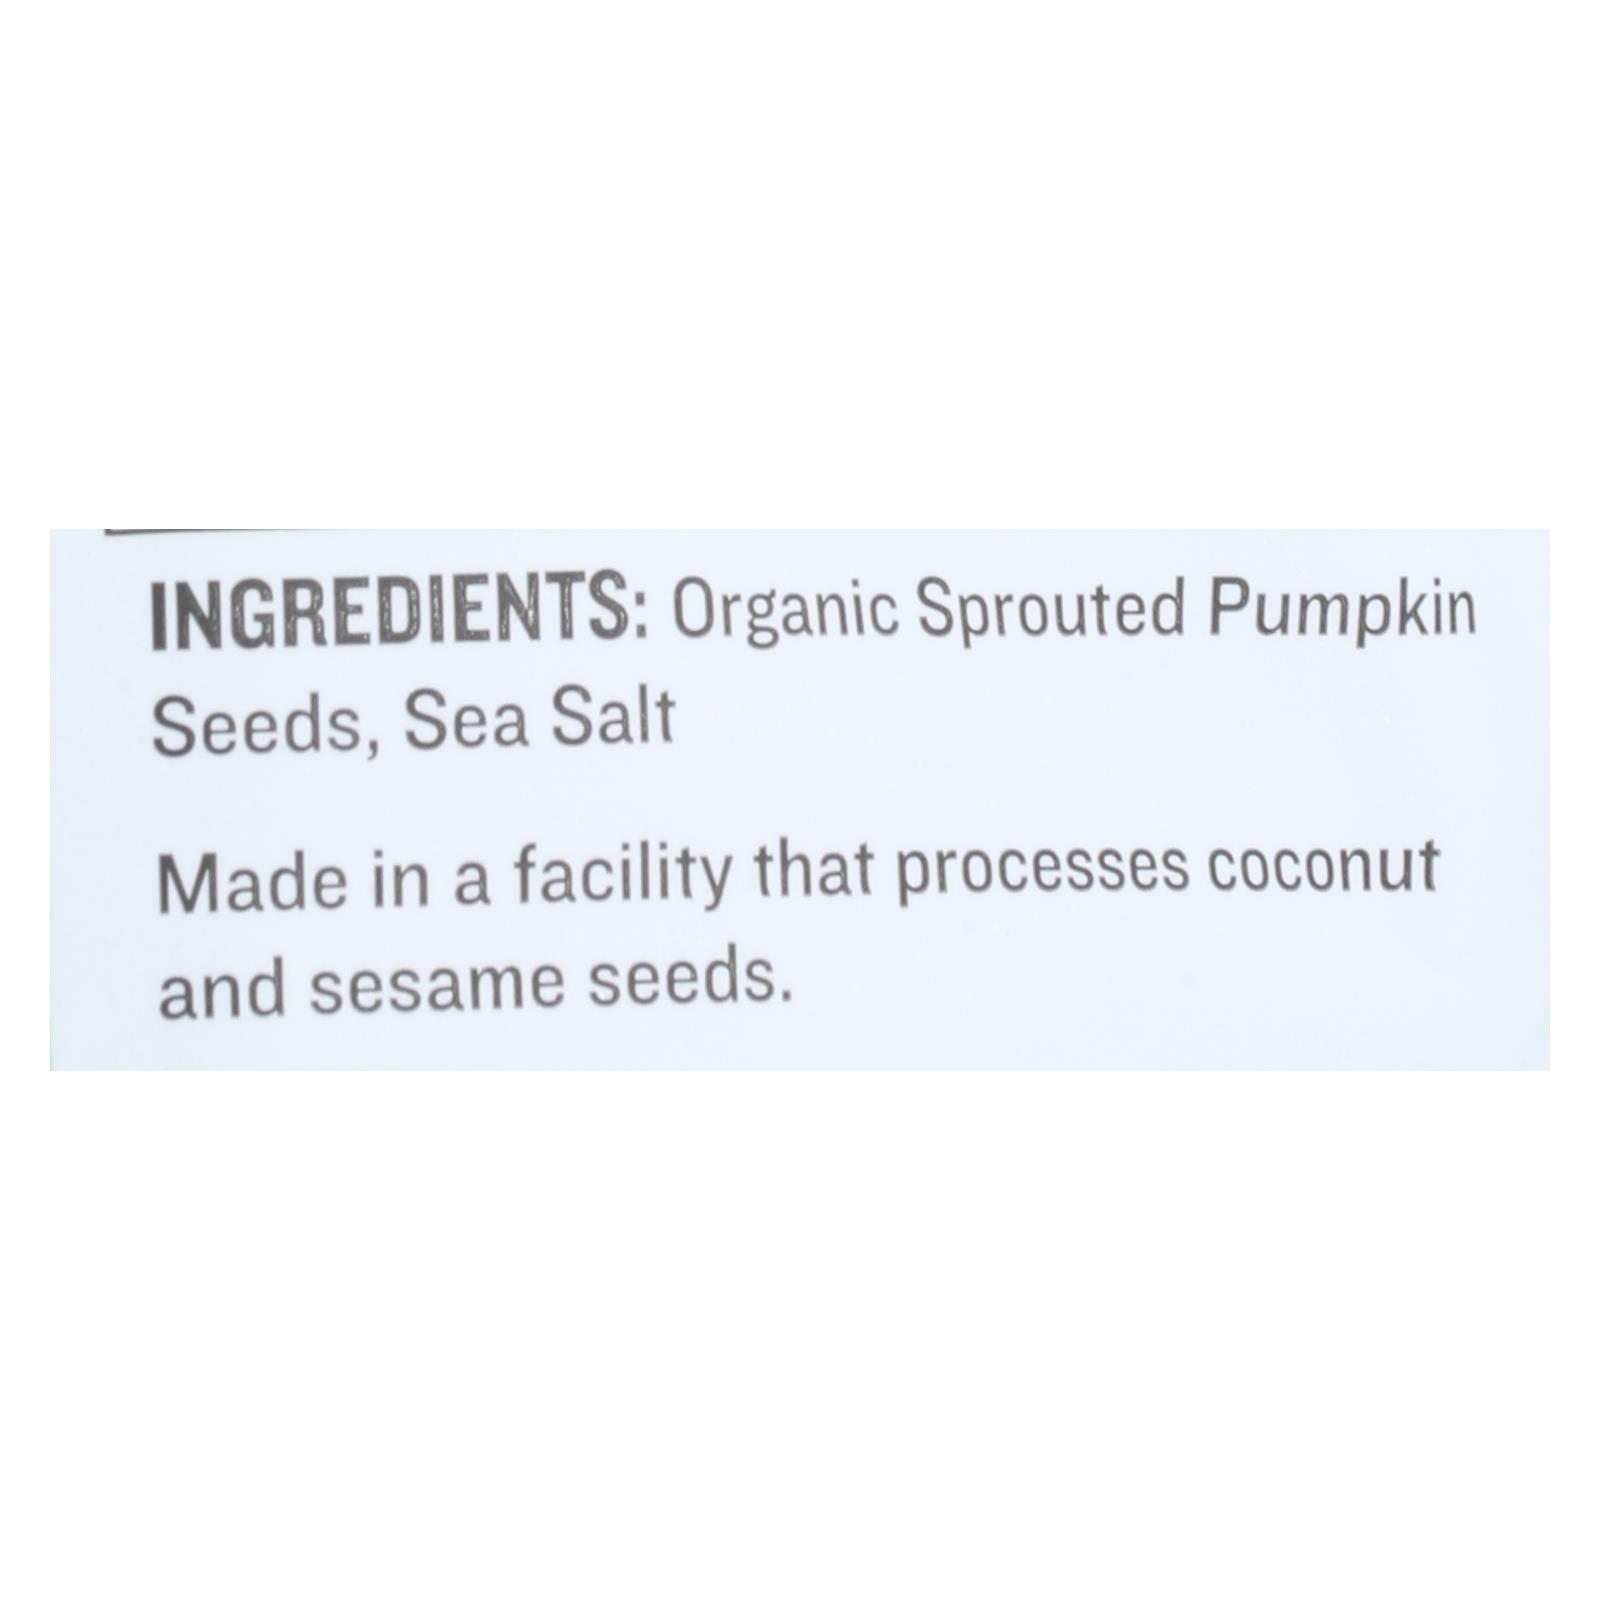 INGREDIENTS: Organic Sprouted Pumpkin
Seeds, Sea Salt
Made in a facility that processes coconut
and sesame seeds.